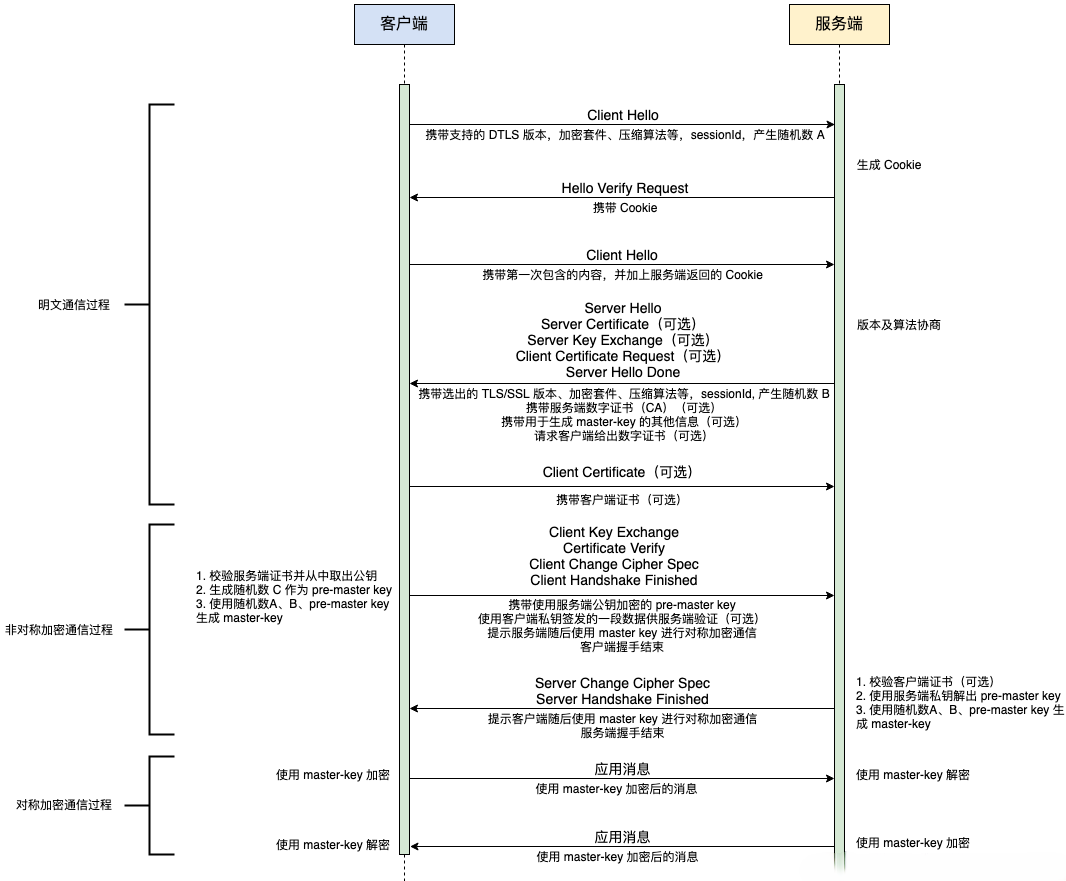 客户端
服务端
Client Hello
携带支持的 DTLS 版本，加密套件、压缩算法等，sessionId，产生随机数 A
生成 Cookie
Hello Verify Request
携带 Cookie
Client Hello
携带第一次包含的内容，并加上服务端返回的 Cookie
明文通信过程
Server Hello
Server Certificate（可选）
Server Key Exchange（可选）
Client Certificate Request（可选）
Server Hello Done
版本及算法协商
携带选出的 TLS/SSL 版本、加密套件、压缩算法等，sessionId, 产生随机数 B
携带服务端数字证书（CA）（可选）
携带用于生成 master-key 的其他信息（可选）
请求客户端给出数字证书（可选）
Client Certificate（可选）
携带客户端证书（可选）
Client Key Exchange
Certificate Verify
Client Change Cipher Spec
Client Handshake Finished
1. 校验服务端证书并从中取出公钥
2. 生成随机数 C 作为 pre-master key
3. 使用随机数A、B、pre-master key
生成 master-key
携带使用服务端公钥加密的 pre-master key
使用客户端私钥签发的一段数据供服务端验证（可选）
提示服务端随后使用 master key 进行对称加密通信
客户端握手结束
非对称加密通信过程
Server Change Cipher Spec
Server Handshake Finished
提示客户端随后使用 master key 进行对称加密通信
服务端握手结束
1. 校验客户端证书（可选）
2. 使用服务端私钥解出 pre-master key
3. 使用随机数A、B、pre-master key 生
成 master-key
使用 master-key 加密
应用消息
使用 master-key 加密后的消息
使用 master-key 解密
对称加密通信过程
使用 master-key 解密
应用消息
使用 master-key 加密后的消息
使用 master-key 加密